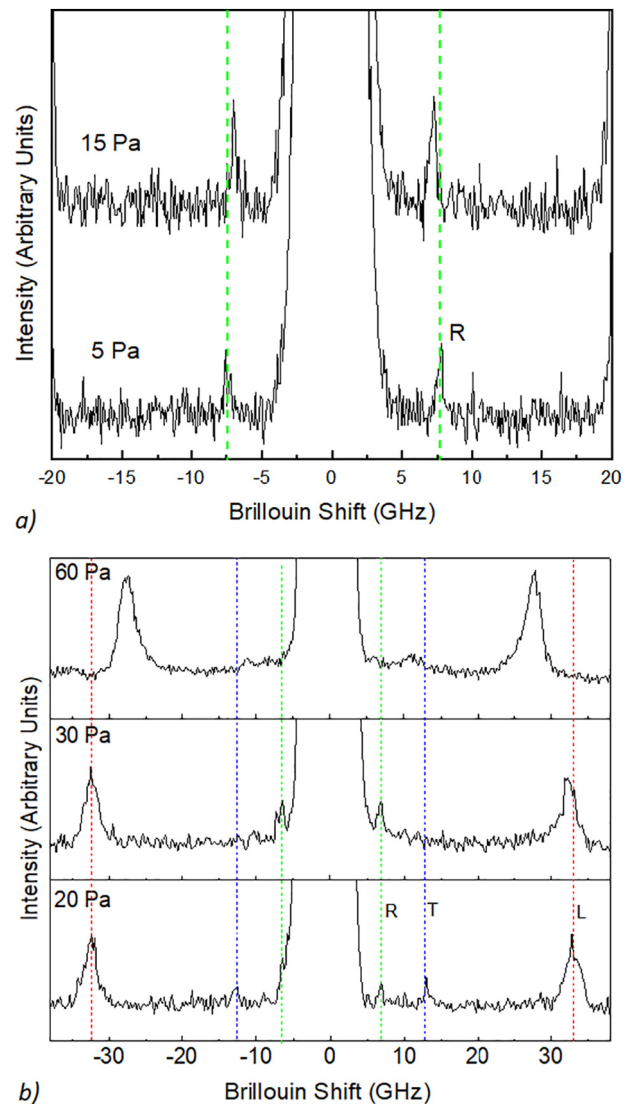 Intensity (Arbitrary Units)
15 Pa
5 Pa
R
-20 -15 -10 -5 0 5 10 15 20
Brillouin Shift (GHz)
a)
Intensity (Arbitrary Units)
60 Pa
30 Pa
20 Pa
R T L
-30 -20 -10 0 10 20 30
Brillouin Shift (GHz)
b)